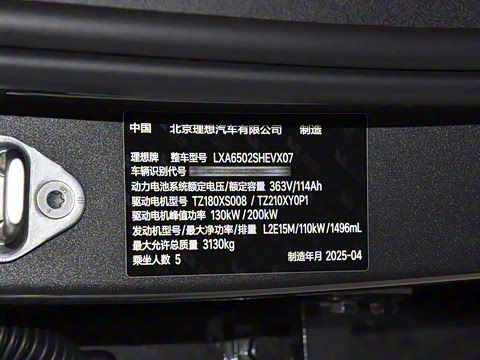 中国 北京理想汽车有限公司 制造
理想牌 整车型号 LXA6502SHEVX07
车辆识别代号
动力电池系统额定电压/额定容量 363V/114Ah
驱动电机型号 TZ180XS008 / TZ210XY0P1
驱动电机峰值功率 130kW / 200kW
发动机型号/最大净功率/排量 L2E15M/110kW/1496mL
最大允许总质量 3130kg
乘坐人数 5 制造年月 2025-04